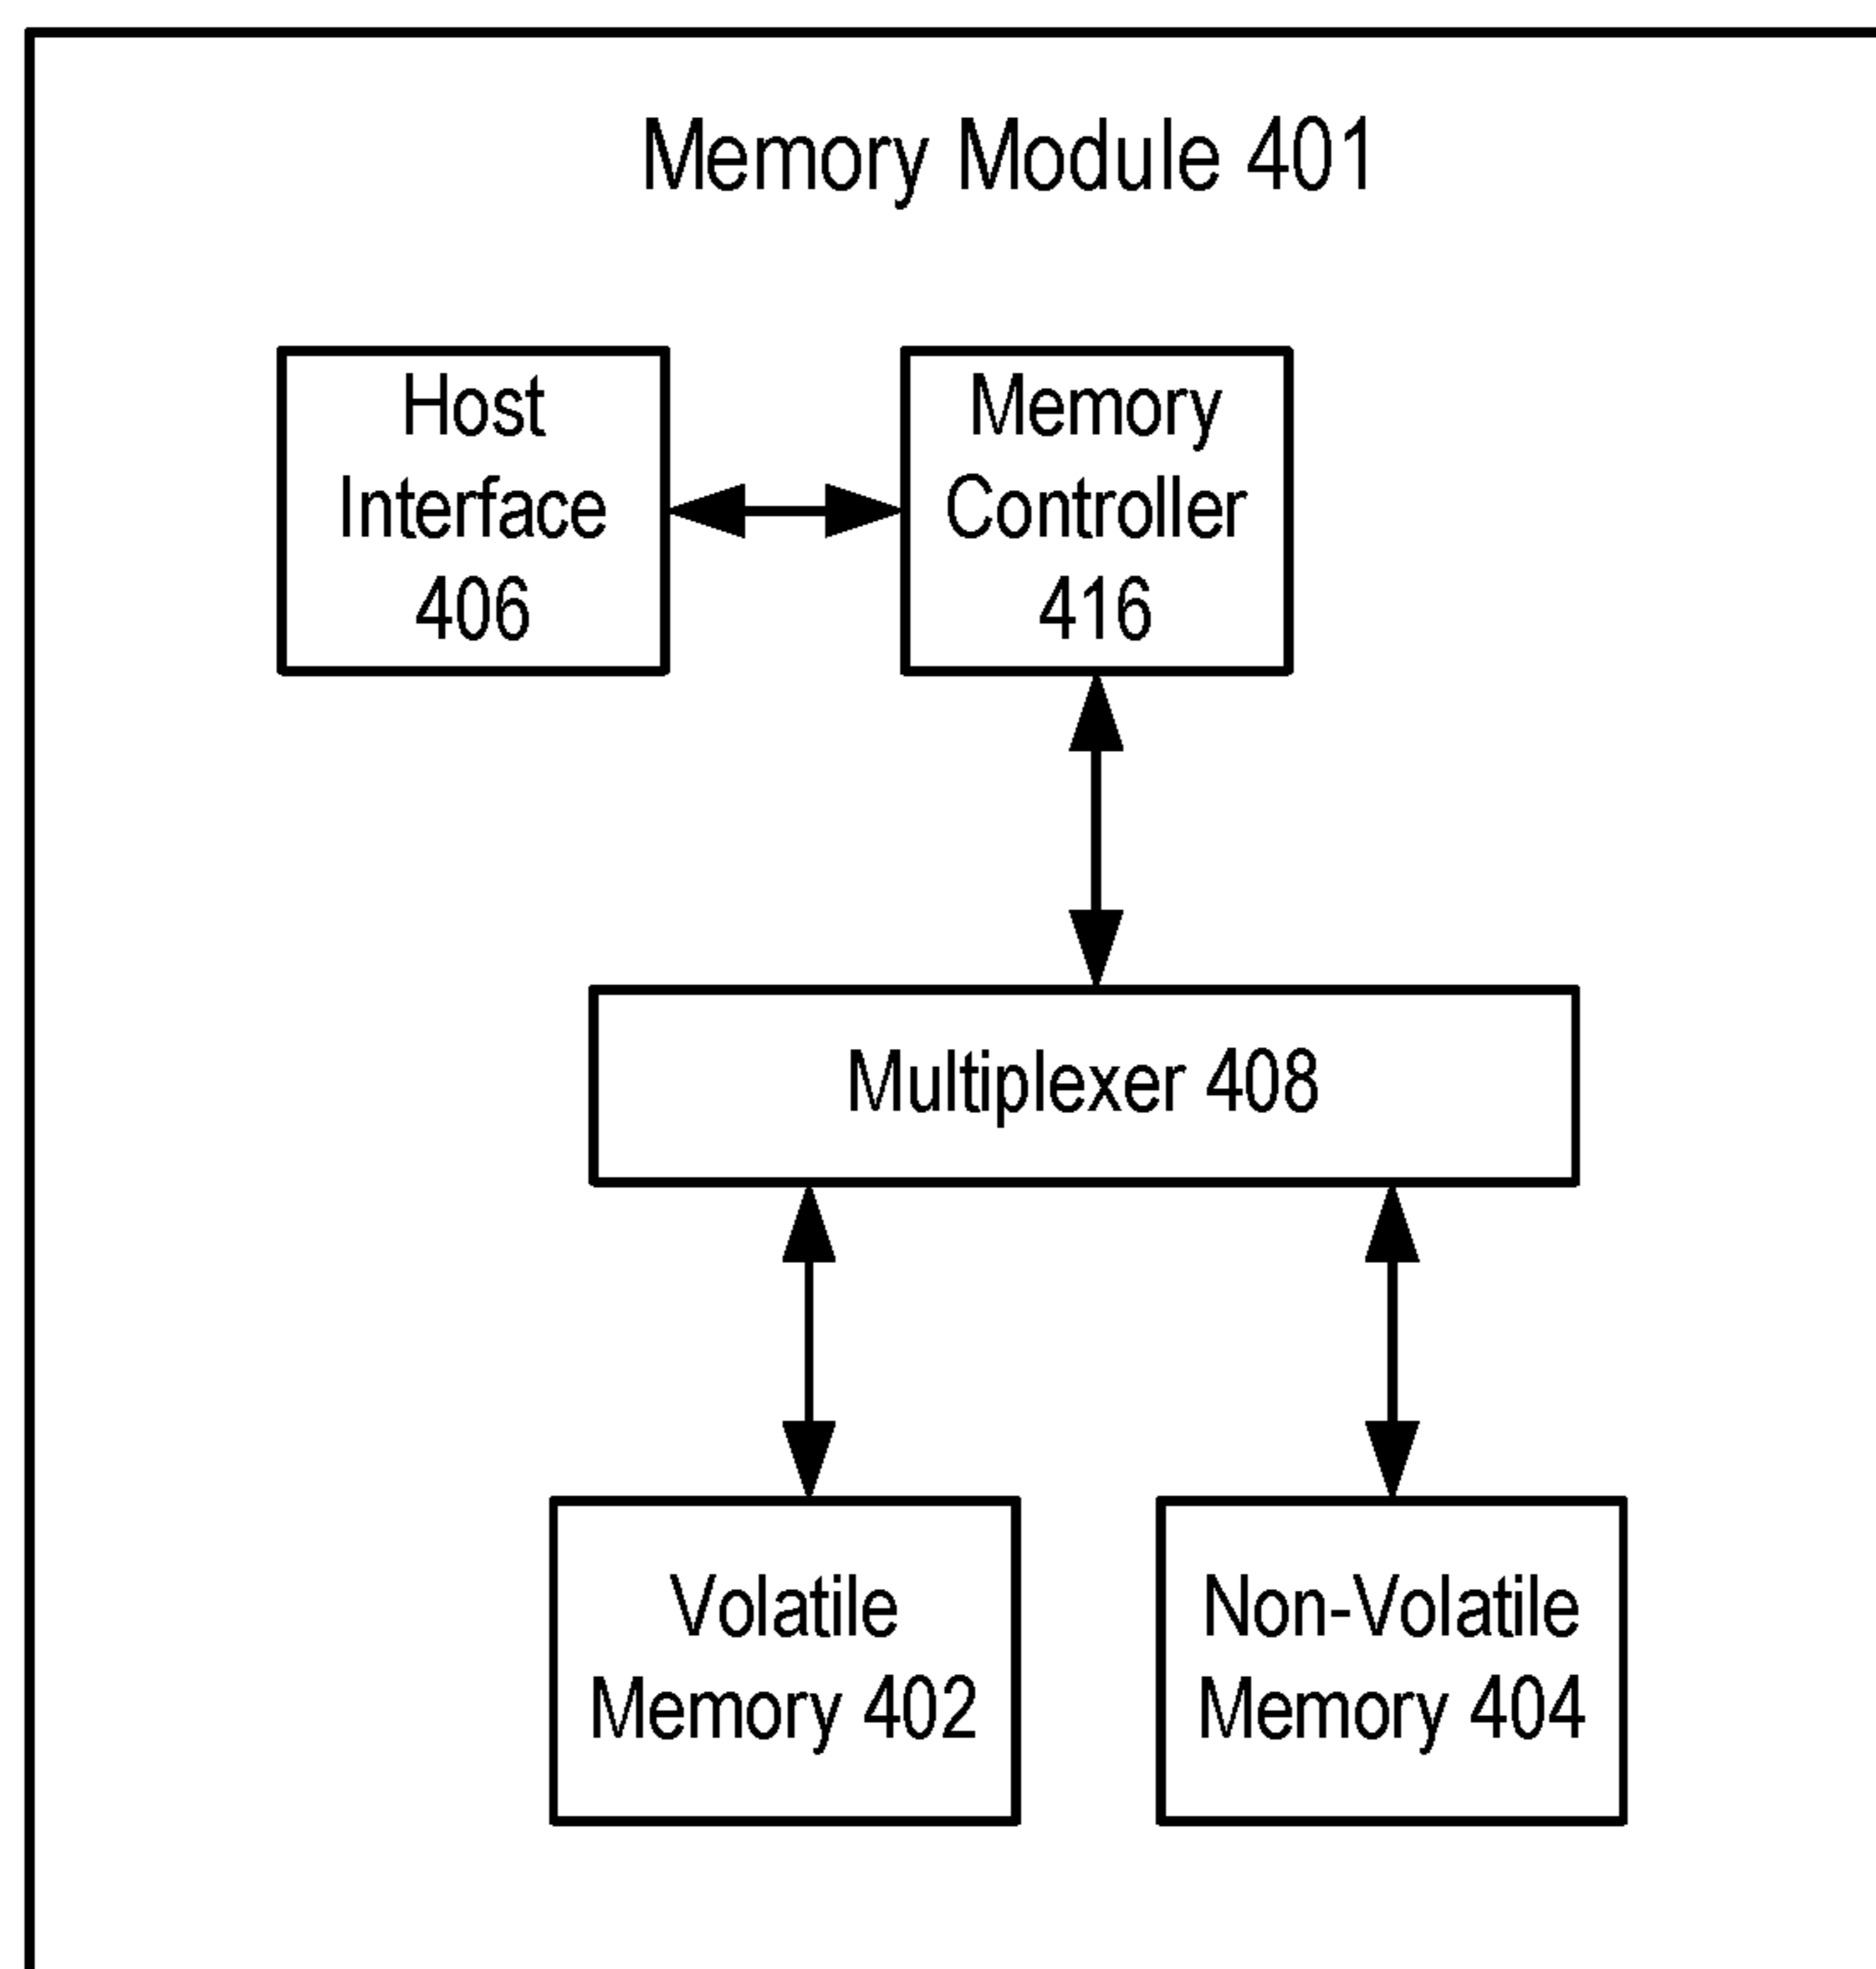 Memory Module 401
Host
Interface
406
Memory
Controller
416
Multiplexer 408
Volatile
Memory 402
Non-Volatile
Memory 404